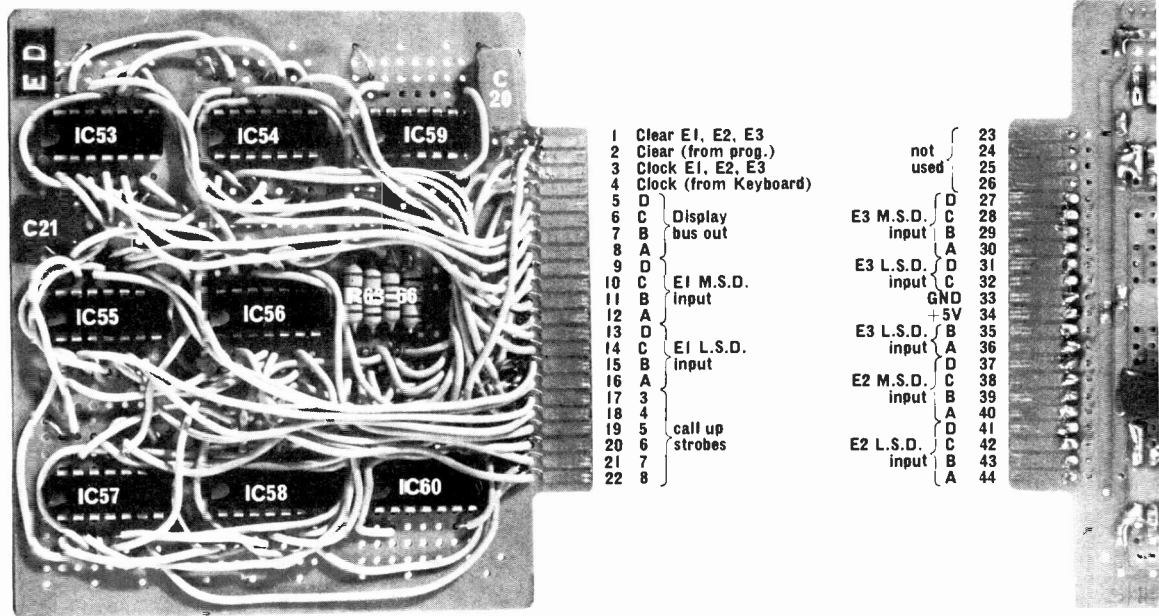 ED
C 20
IC53
IC54
IC59
C21
IC55
IC56
R63–66
IC57
IC58
IC60
1 Clear E1, E2, E3
2 Clear (from prog.)
3 Clock E1, E2, E3
4 Clock (from Keyboard)
5 D
6 C Display
7 B bus out
8 A
9 D
10 C E1 M.S.D.
11 B input
12 A
13 D
14 C E1 L.S.D.
15 B input
16 A
17 3
18 4
19 5 call up
20 6 strobes
21 7
22 8
23
not 24
used 25
26
D 27
E3 M.S.D. C 28
input B 29
A 30
E3 L.S.D. D 31
input C 32
GND 33
+5V 34
E3 L.S.D. B 35
input A 36
D 37
E2 M.S.D. C 38
input B 39
A 40
D 41
E2 L.S.D. C 42
input B 43
A 44